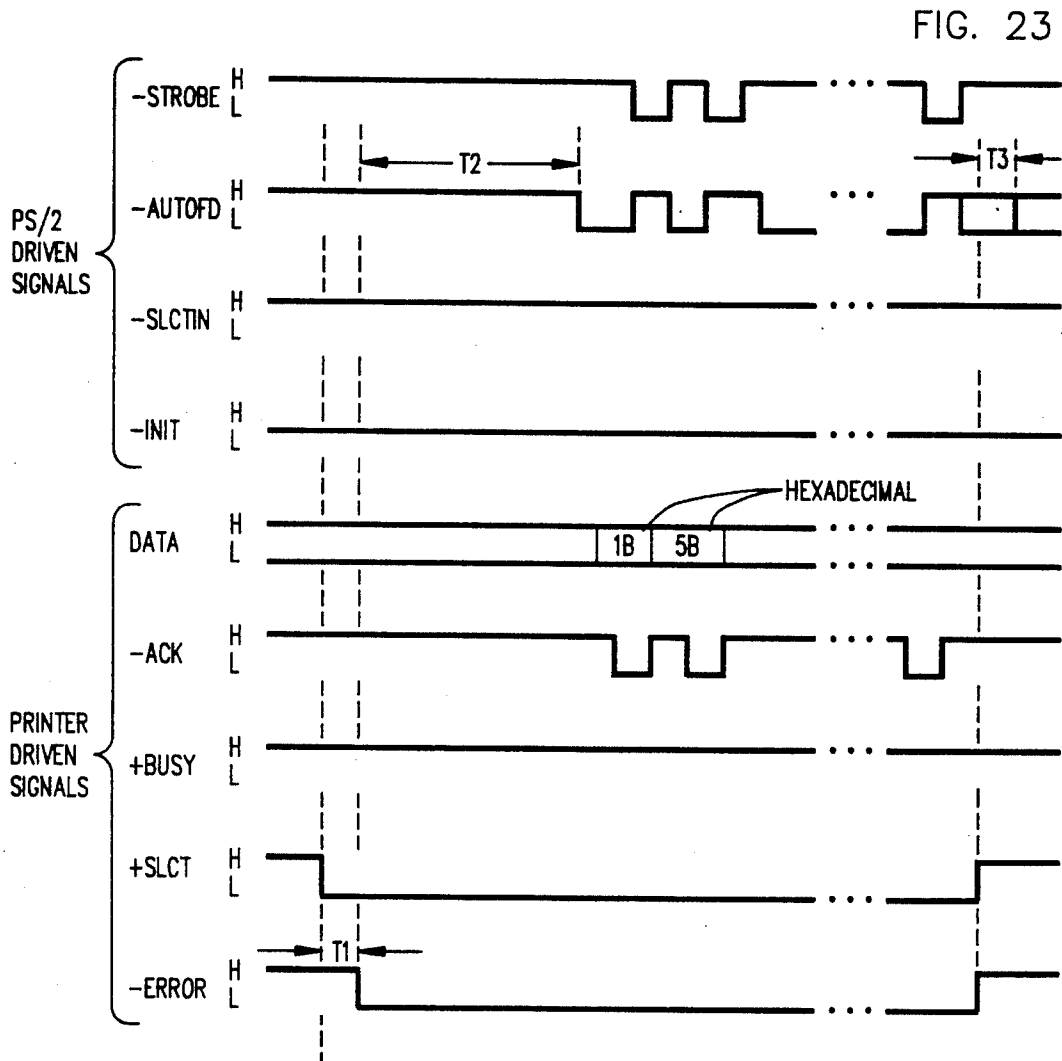 FIG. 23
PS/2
DRIVEN
SIGNALS
-STROBE H
L
T2
T3
-AUTOFD H
L
-SLCTIN H
L
-INIT H
L
HEXADECIMAL
PRINTER
DRIVEN
SIGNALS
DATA H
L
1B 5B
-ACK H
L
+BUSY H
L
+SLCT H
L
T1
-ERROR H
L